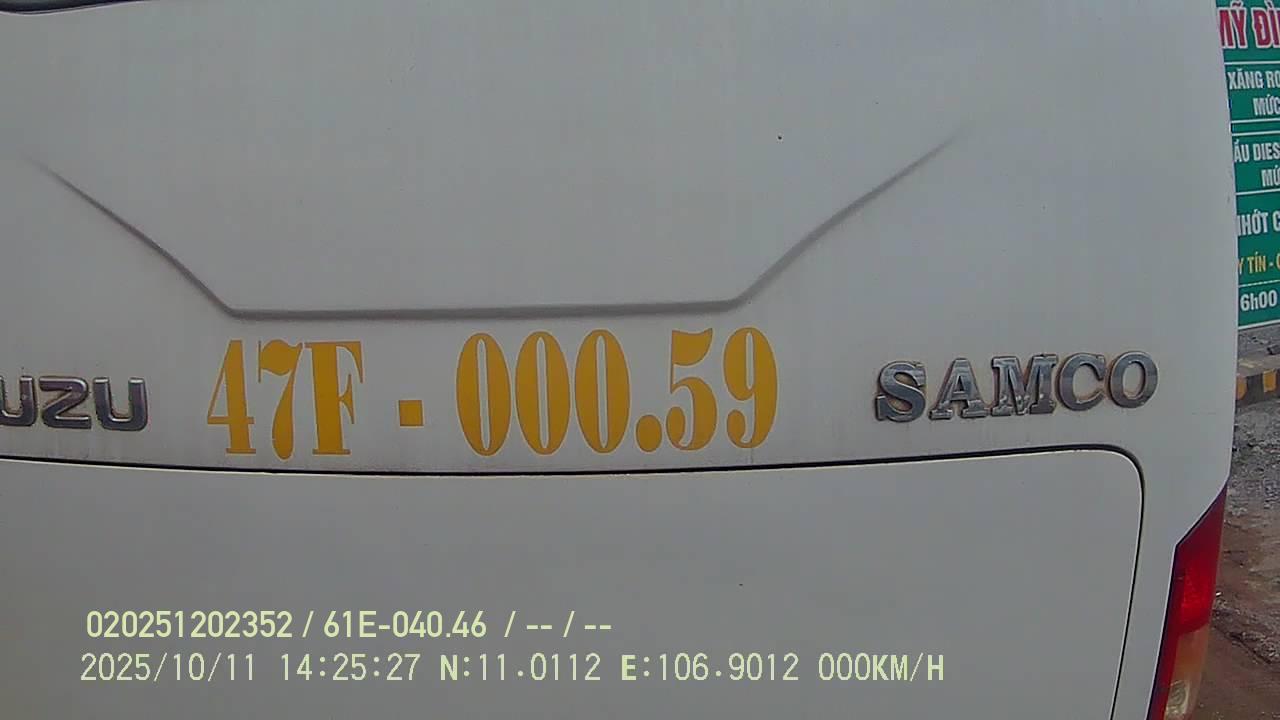 MỸ ĐÌ
XĂNG RO
MỨC
ẦU DIES
MỨ
NHỚT C
Y TÍN - 
6h00
UZU
47F - 000.59
SAMCO
020251202352 / 61E-040.46 / -- / --
2025/10/11 14:25:27 N:11.0112 E:106.9012 000KM/H